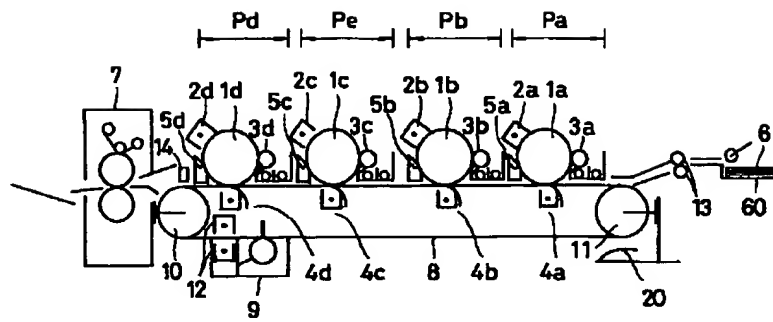 Pd Pe Pb Pa
7 2d 1d 2c 1c 2b 1b 2a 1a
5d 3d 5c 3c 5b 3b 5a 3a 6
14
13 60
10 12 4d 4c 8 4b 4a 11
9 20